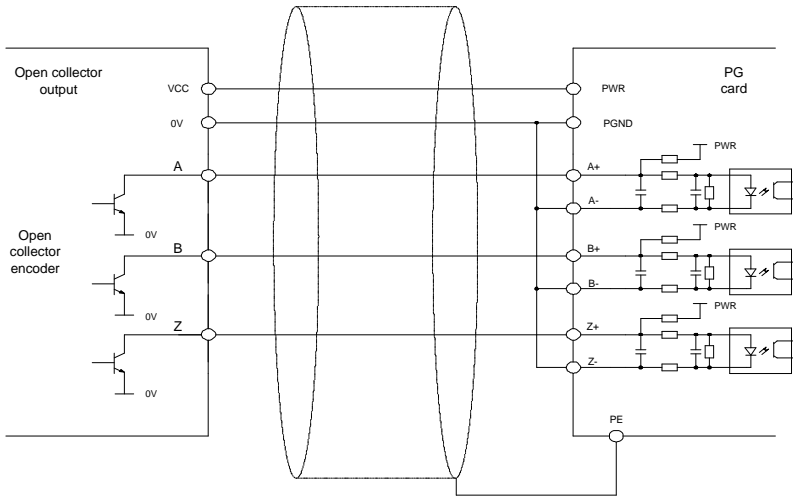 Open collector
output
PG
card
VCC
PWR
0V
PGND
PWR
A
A+
A-
0V
PWR
Open
collector
encoder
B
B+
B-
0V
PWR
Z
Z+
Z-
0V
PE